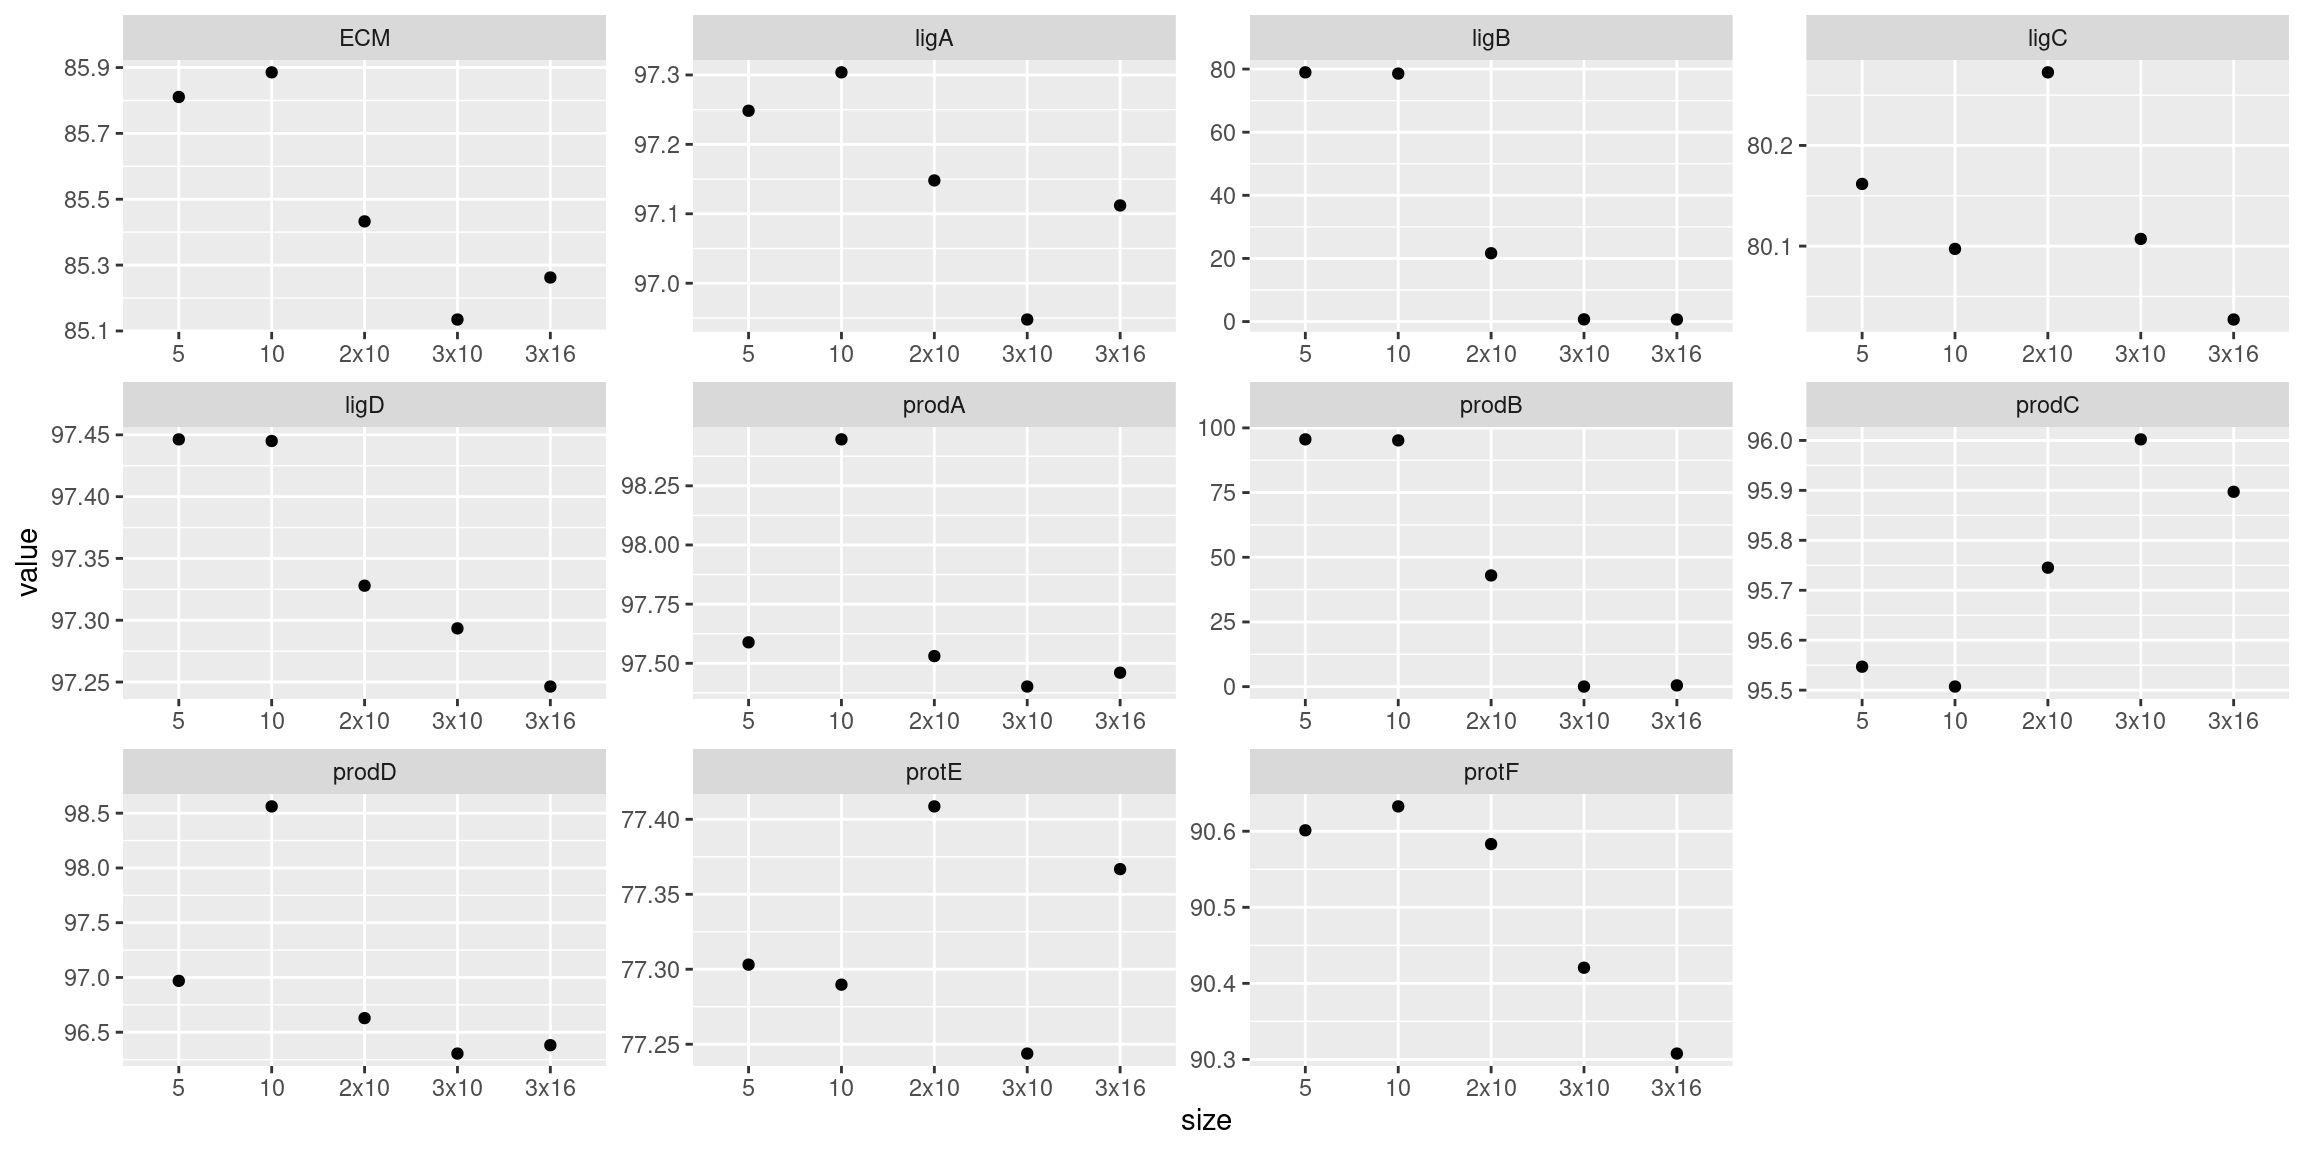 ECM
ligA
ligB
ligC
85.9
85.7
85.5
85.3
85.1
97.3
97.2
97.1
97.0
80
60
40
20
0
80.2
80.1
5 10 2x10 3x10 3x16
5 10 2x10 3x10 3x16
5 10 2x10 3x10 3x16
5 10 2x10 3x10 3x16
ligD
prodA
prodB
prodC
97.45
97.40
97.35
97.30
97.25
98.25
98.00
97.75
97.50
100
75
50
25
0
96.0
95.9
95.8
95.7
95.6
95.5
5 10 2x10 3x10 3x16
5 10 2x10 3x10 3x16
5 10 2x10 3x10 3x16
5 10 2x10 3x10 3x16
prodD
protE
protF
98.5
98.0
97.5
97.0
96.5
77.40
77.35
77.30
77.25
90.6
90.5
90.4
90.3
5 10 2x10 3x10 3x16
5 10 2x10 3x10 3x16
5 10 2x10 3x10 3x16
value
size